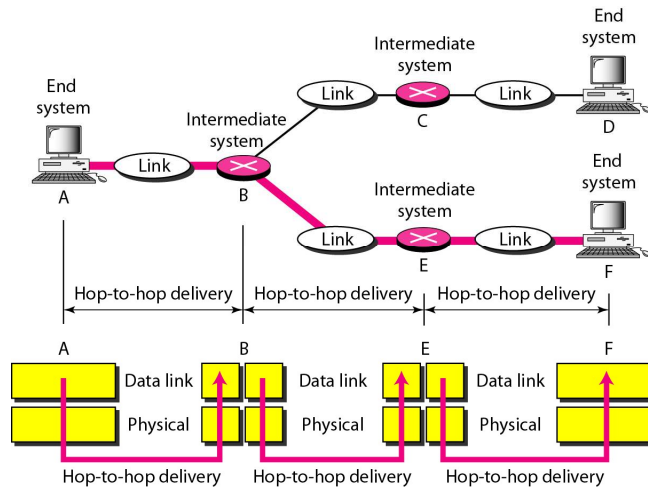 End
system
Intermediate
system
Link
C
Link
D
End
system
A
Link
Intermediate
system
B
Link
Intermediate
system
E
Link
End
system
F
Hop-to-hop delivery
Hop-to-hop delivery
Hop-to-hop delivery
A
B
E
F
Data link
Data link
Data link
Physical
Physical
Physical
Hop-to-hop delivery
Hop-to-hop delivery
Hop-to-hop delivery